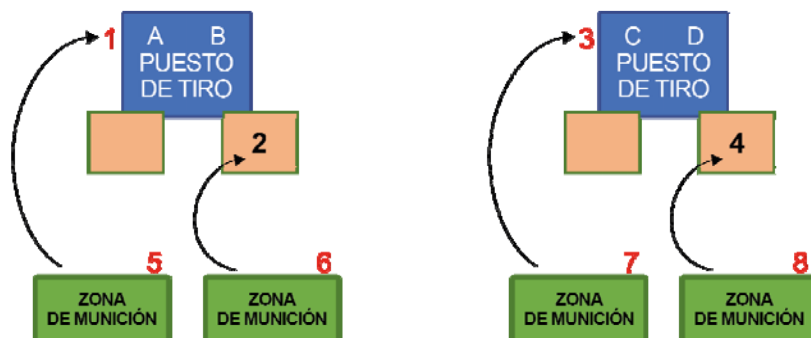 1 A B
PUESTO
DE TIRO
2
3 C D
PUESTO
DE TIRO
4
5
ZONA
DE MUNICIÓN
6
ZONA
DE MUNICIÓN
7
ZONA
DE MUNICIÓN
8
ZONA
DE MUNICIÓN